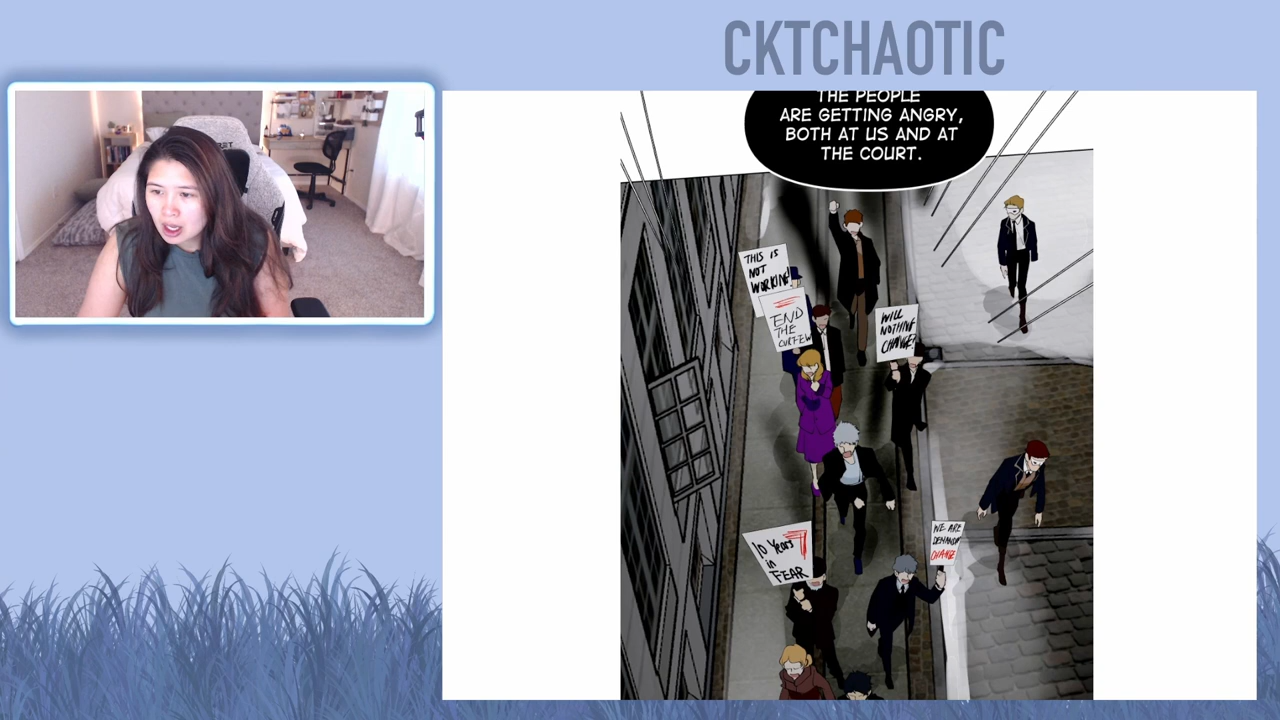 CKTCHAOTIC
THE PEOPLE
ARE GETTING ANGRY,
BOTH AT US AND AT
THE COURT.
THIS IS
NOT
WORKING!
END
THE
CURFEW
WILL
NOTHING
CHANGE?
10 Years
in
FEAR
WE ARE
DEMANDING
CHANGE